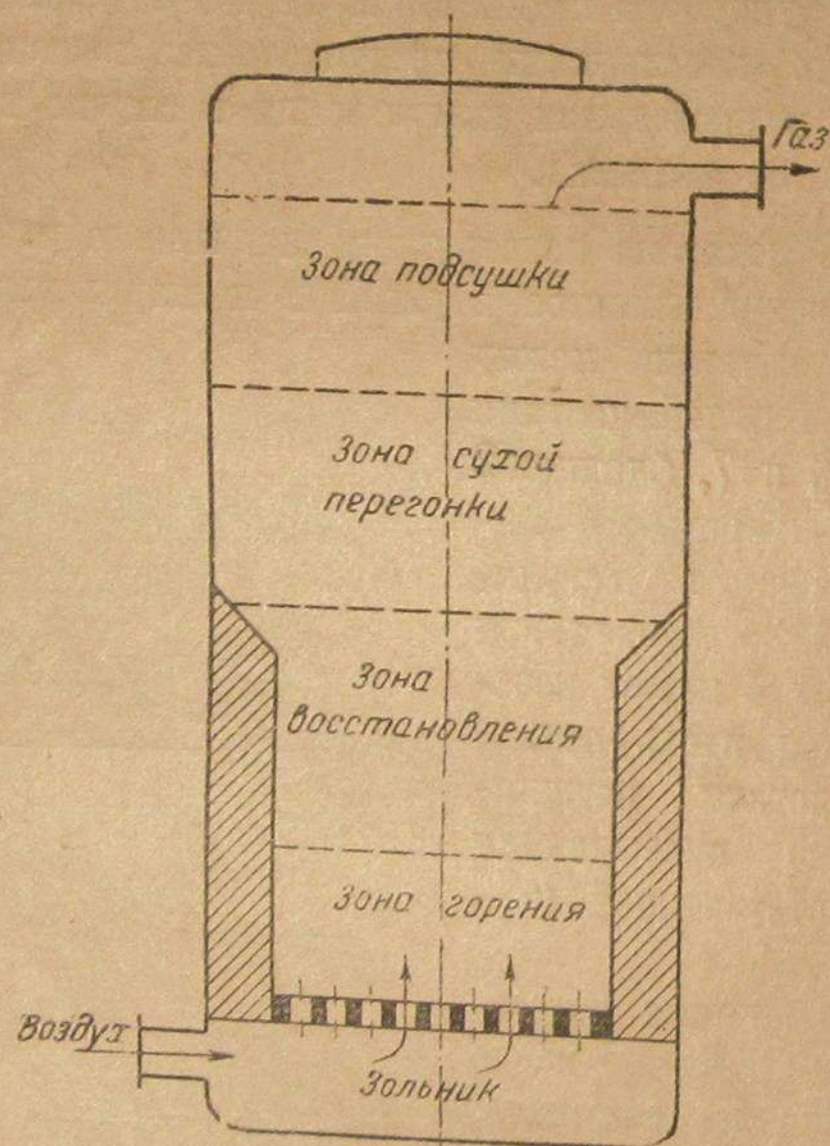 Газ
Зона подсушки
Зона сухой
перегонки
Зона
восстановления
Зона горения
Воздух
Зольник